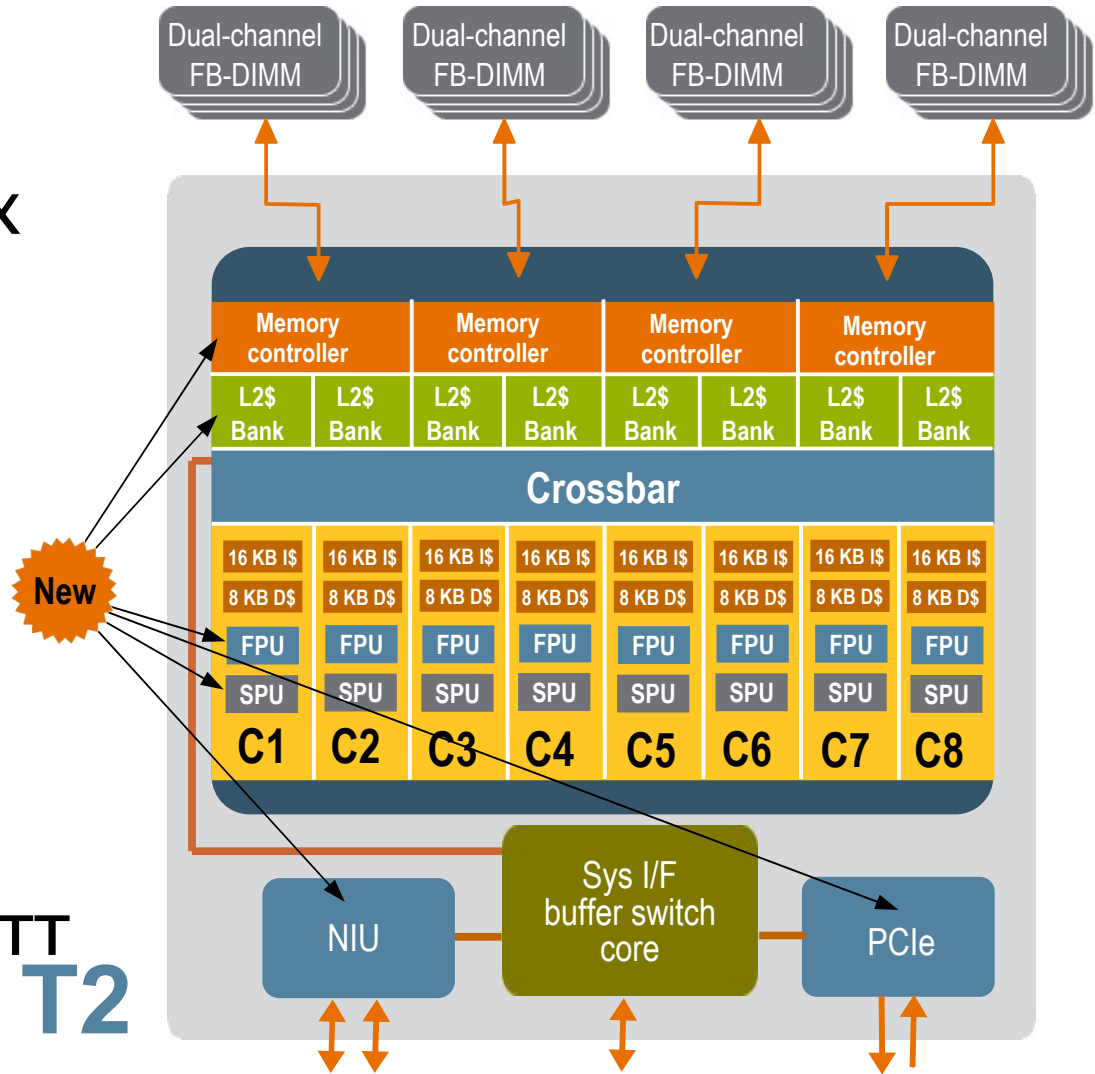 Dual-channel
FB-DIMM
Dual-channel
FB-DIMM
Dual-channel
FB-DIMM
Dual-channel
FB-DIMM
x
Memory
controller
Memory
controller
Memory
controller
Memory
controller
L2$
Bank
L2$
Bank
L2$
Bank
L2$
Bank
L2$
Bank
L2$
Bank
L2$
Bank
L2$
Bank
Crossbar
New
16 KB I$ 16 KB I$ 16 KB I$ 16 KB I$ 16 KB I$ 16 KB I$ 16 KB I$ 16 KB I$
8 KB D$ 8 KB D$ 8 KB D$ 8 KB D$ 8 KB D$ 8 KB D$ 8 KB D$ 8 KB D$
FPU FPU FPU FPU FPU FPU FPU FPU
SPU SPU SPU SPU SPU SPU SPU SPU
C1 C2 C3 C4 C5 C6 C7 C8
NIU
Sys I/F
buffer switch
core
PCIe
TT
T2